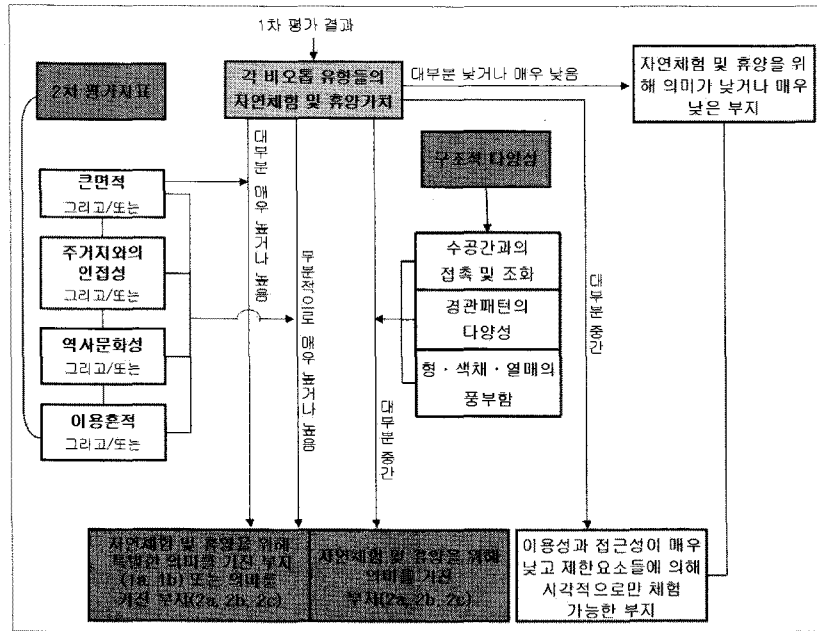 1차 평가 결과
각 비오톱 유형들의
자연체험 및 휴양가치
대부분 낮거나 매우 낮음
자연체험 및 휴양을 위
해 의미가 낮거나 매우
낮은 부지
2차 평가지표
큰면적
그리고/또는
주거지와의
인접성
그리고/또는
역사문화성
그리고/또는
이용흔적
그리고/또는
대부분 매우 높거나 높음
부분적으로 매우 높거나 높음
대부분 중간
구조적 다양성
수공간과의
접촉 및 조화
경관패턴의
다양성
형·색채·열매의
풍부함
대부분 중간
자연체험 및 휴양을 위해
특별한 의미를 가진 부지
(1a, 1b) 또는 의미를
가진 부지(2a, 2b, 2c)
자연체험 및 휴양을 위해
의미를 가진
부지(2a, 2b, 2c)
이용성과 접근성이 매우
낮고 제한요소들에 의해
시각적으로만 체험
가능한 부지